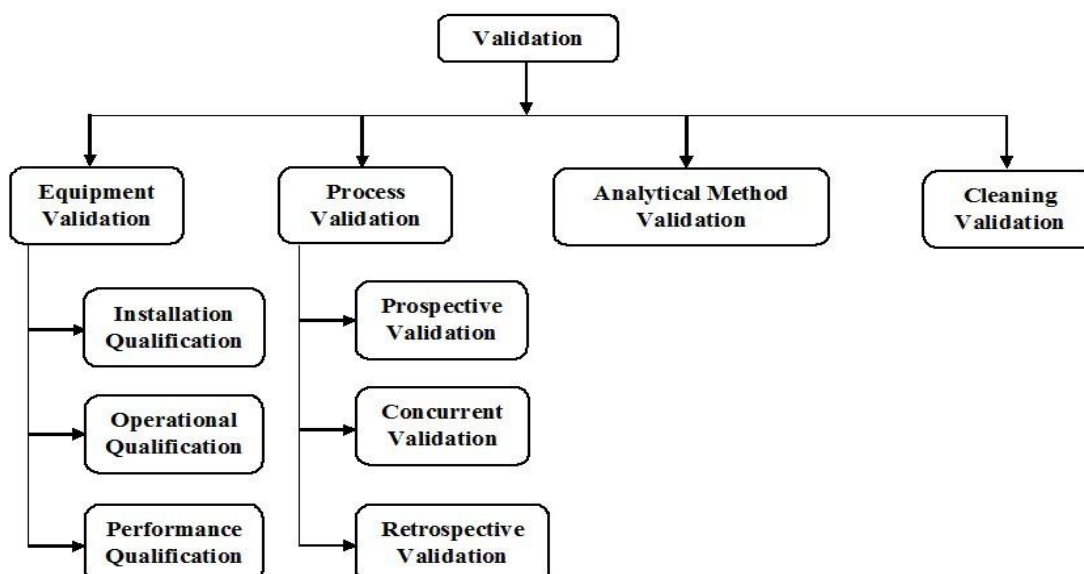 Validation
Equipment
Validation
Process
Validation
Analytical Method
Validation
Cleaning
Validation
Installation
Qualification
Operational
Qualification
Performance
Qualification
Prospective
Validation
Concurrent
Validation
Retrospective
Validation